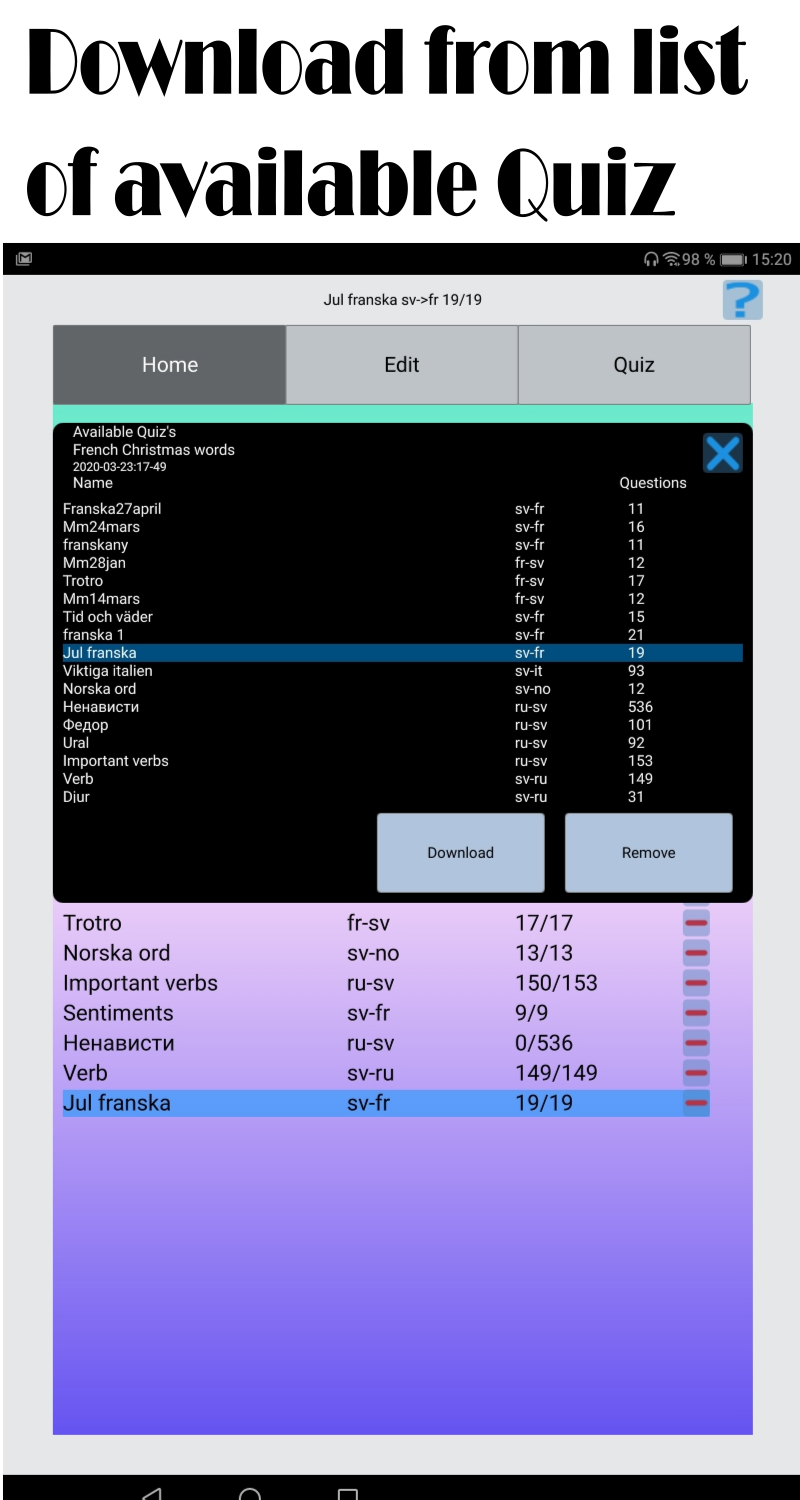 Download from list
of available Quiz
98 % 15:20
Jul franska sv->fr 19/19
Home Edit Quiz
Available Quiz's
French Christmas words
2020-03-23:17-49
Name Questions
Franska27april sv-fr 11
Mm24mars sv-fr 16
franskany sv-fr 11
Mm28jan fr-sv 12
Trotro fr-sv 17
Mm14mars fr-sv 12
Tid och väder sv-fr 15
franska 1 sv-fr 21
Jul franska sv-fr 19
Viktiga italien sv-it 93
Norska ord sv-no 12
Ненависти ru-sv 536
Федор ru-sv 101
Ural ru-sv 92
Important verbs ru-sv 153
Verb sv-ru 149
Djur sv-ru 31
Download Remove
Trotro fr-sv 17/17
Norska ord sv-no 13/13
Important verbs ru-sv 150/153
Sentiments sv-fr 9/9
Ненависти ru-sv 0/536
Verb sv-ru 149/149
Jul franska sv-fr 19/19